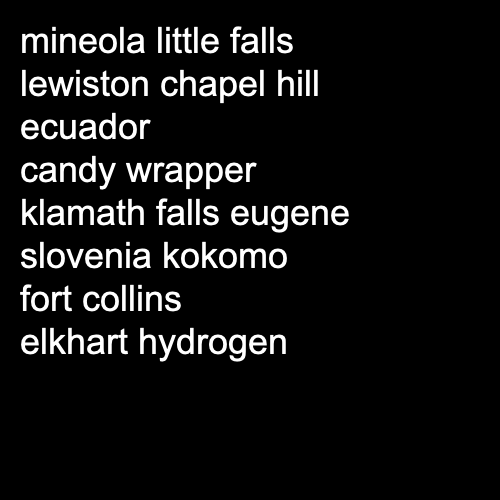 mineola little falls
lewiston chapel hill
ecuador
candy wrapper
klamath falls eugene
slovenia kokomo
fort collins
elkhart hydrogen